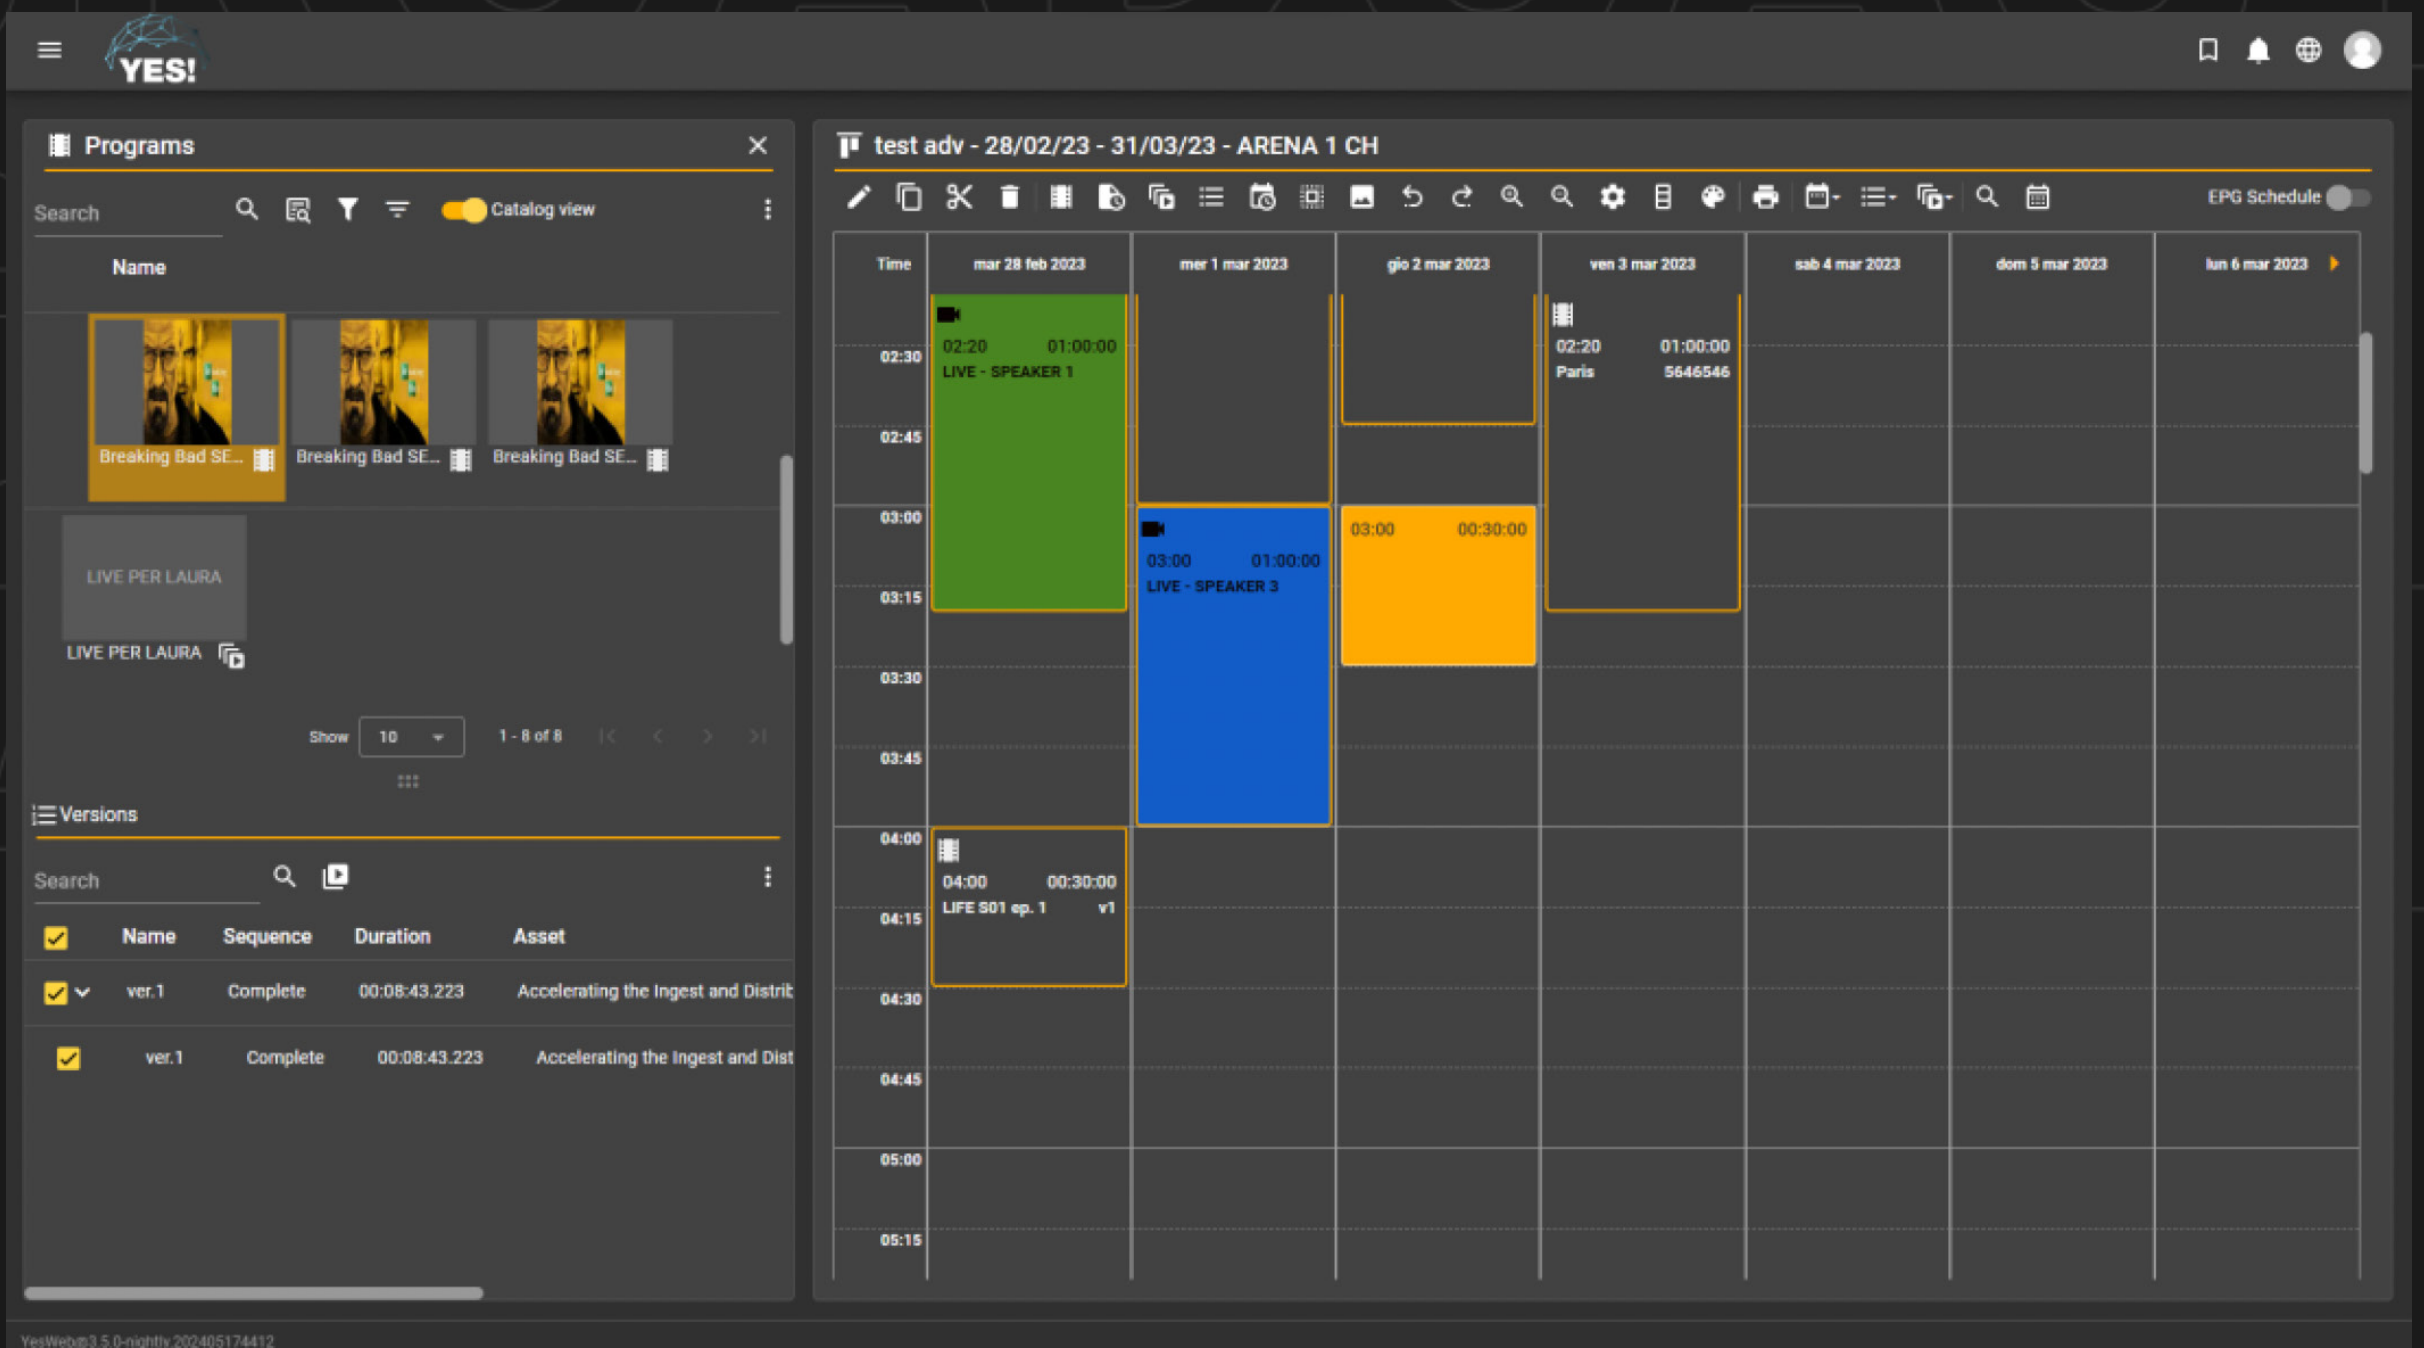 YES!
Programs
Search
Catalog view
Name
Breaking Bad SE...
Breaking Bad SE...
Breaking Bad SE...
LIVE PER LAURA
LIVE PER LAURA
Show 10 1 - 8 of 8
Versions
Search
Name Sequence Duration Asset
ver.1 Complete 00:08:43.223 Accelerating the Ingest and Distrib
ver.1 Complete 00:08:43.223 Accelerating the Ingest and Dist
test adv - 28/02/23 - 31/03/23 - ARENA 1 CH
EPG Schedule
Time mar 28 feb 2023 mer 1 mar 2023 gio 2 mar 2023 ven 3 mar 2023 sab 4 mar 2023 dom 5 mar 2023 lun 6 mar 2023
02:30
02:45
03:00
03:15
03:30
03:45
04:00
04:15
04:30
04:45
05:00
05:15
02:20 01:00:00
LIVE - SPEAKER 1
04:00 00:30:00
LIFE S01 ep. 1 v1
03:00 01:00:00
LIVE - SPEAKER 3
03:00 00:30:00
02:20 01:00:00
Paris 5646546
YesWeb@3.5.0-nightly.202405174412